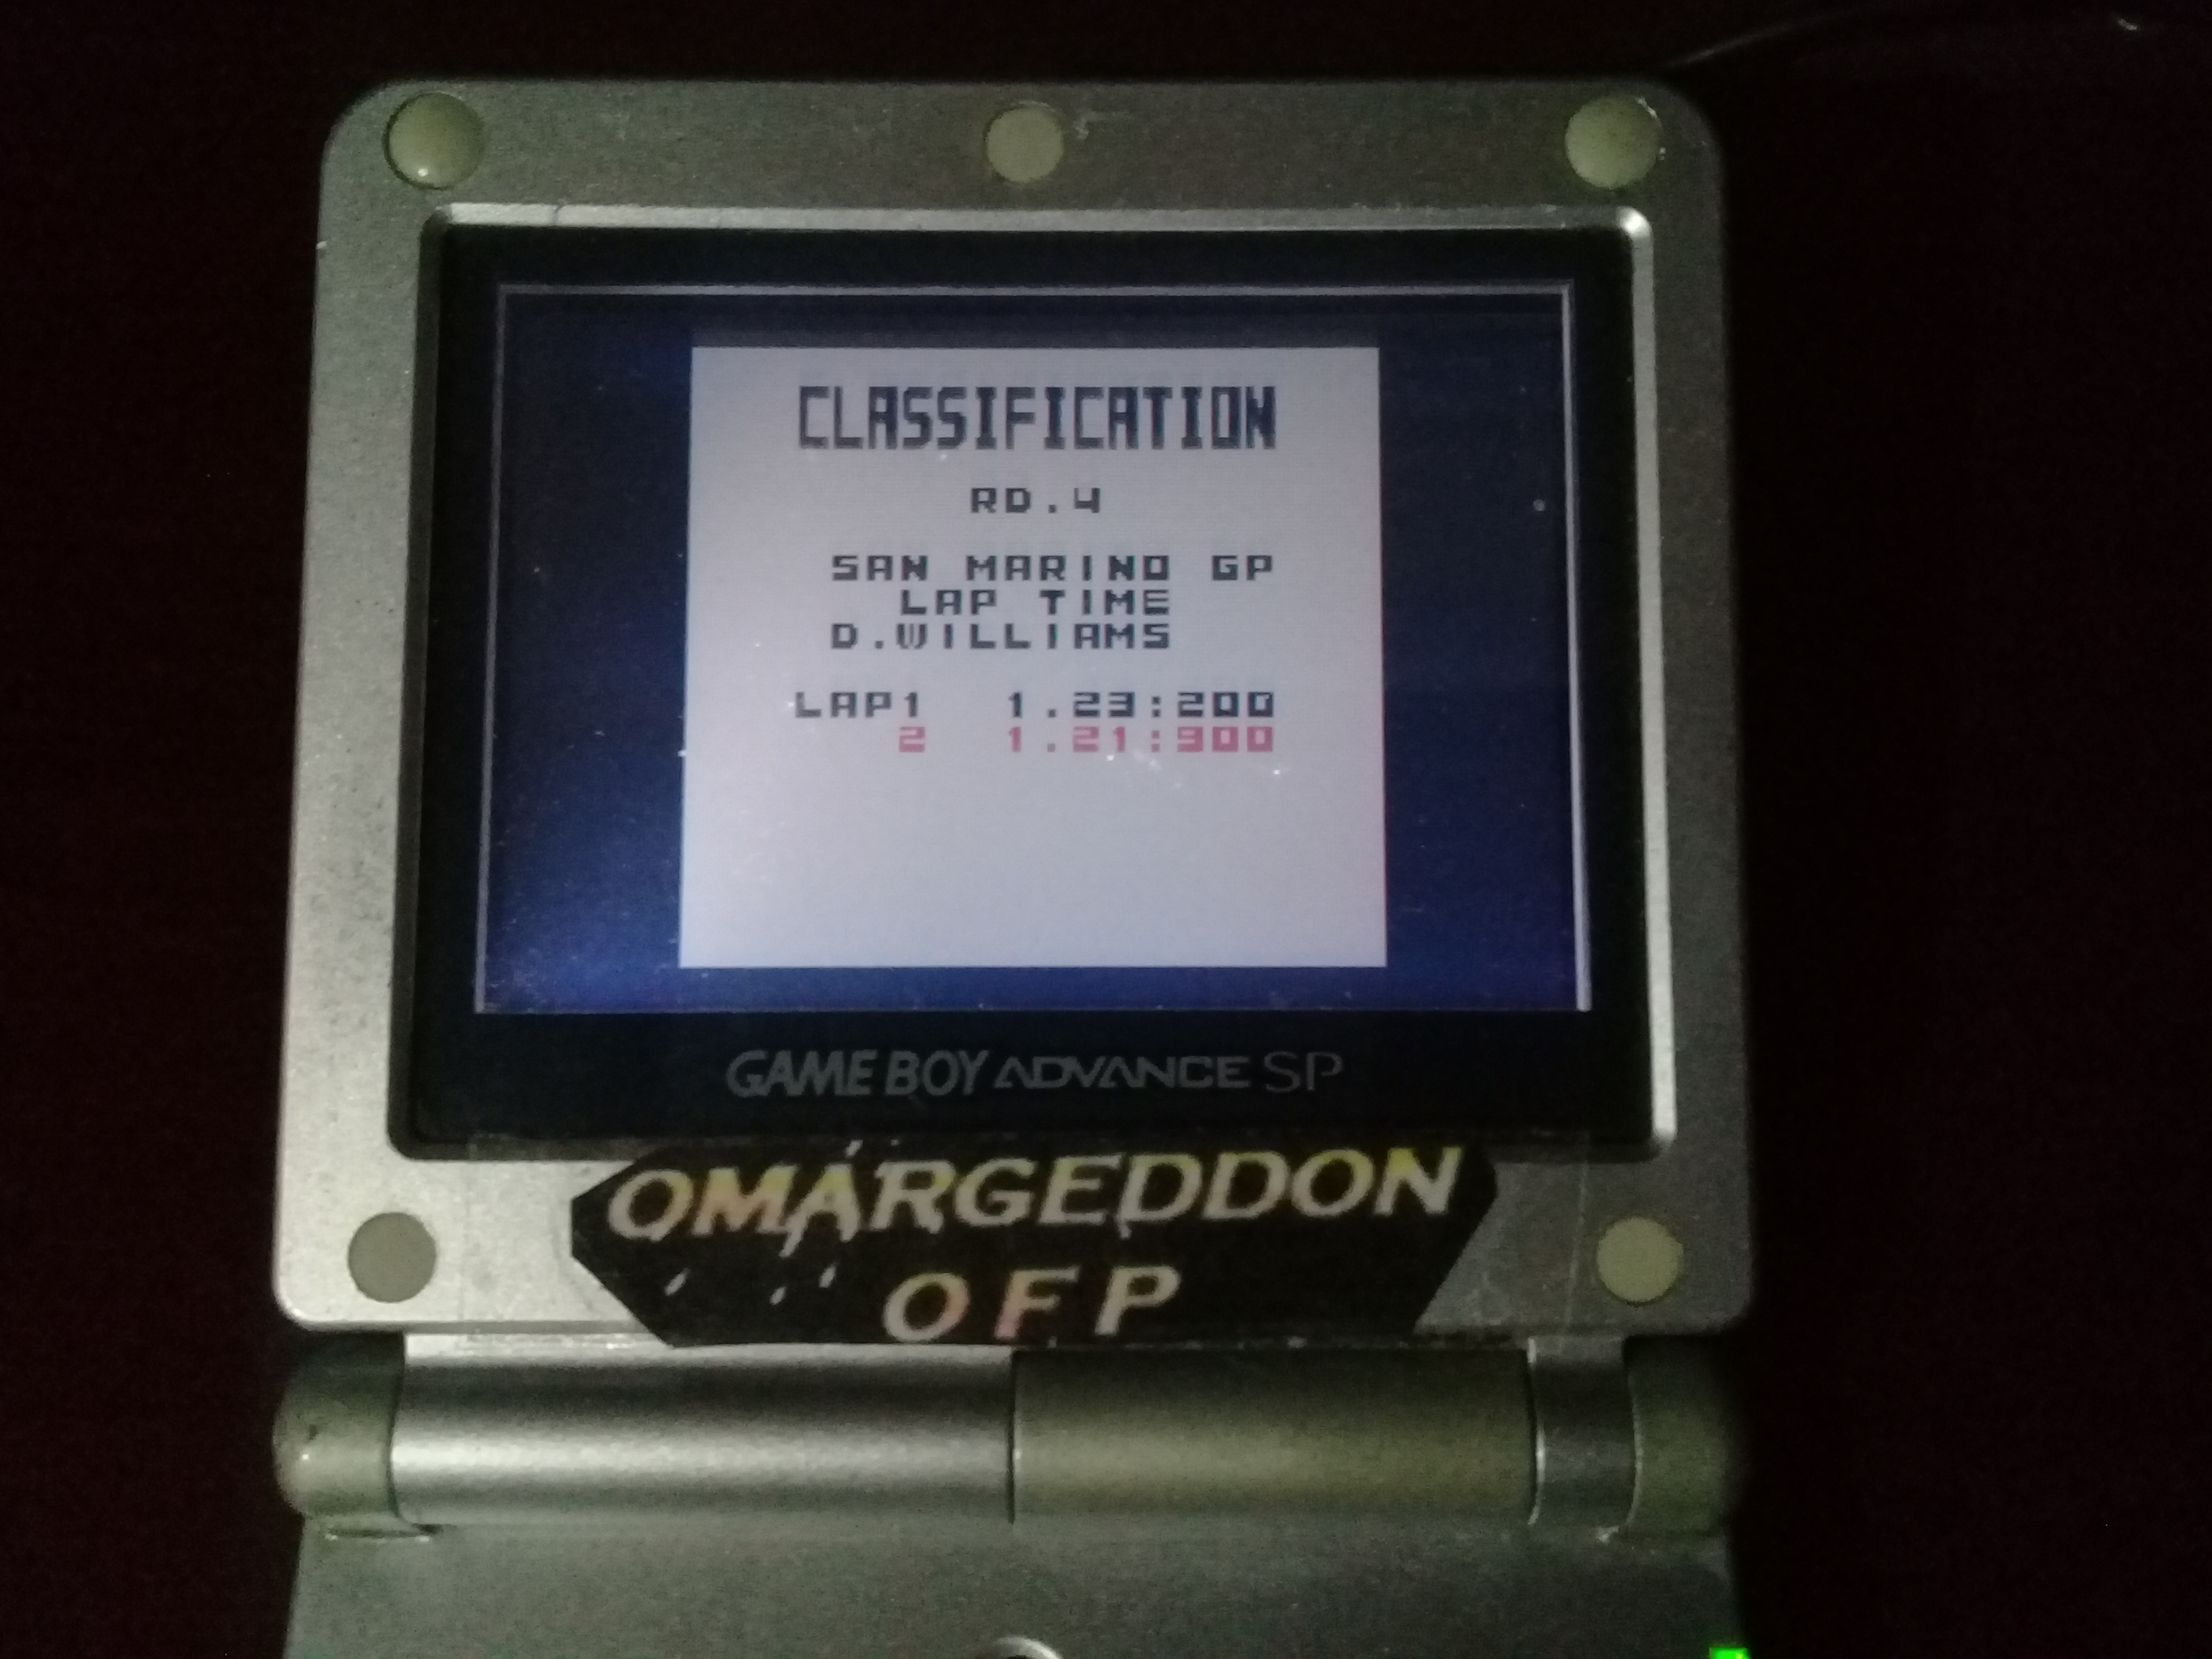 CLASSIFICATION
RD.4
SAN MARINO GP
LAP TIME
D.WILLIAMS
LAP1 1.23:200
2 1.21:900
GAME BOY ADVANCE SP
OMARGEDDON
OFP